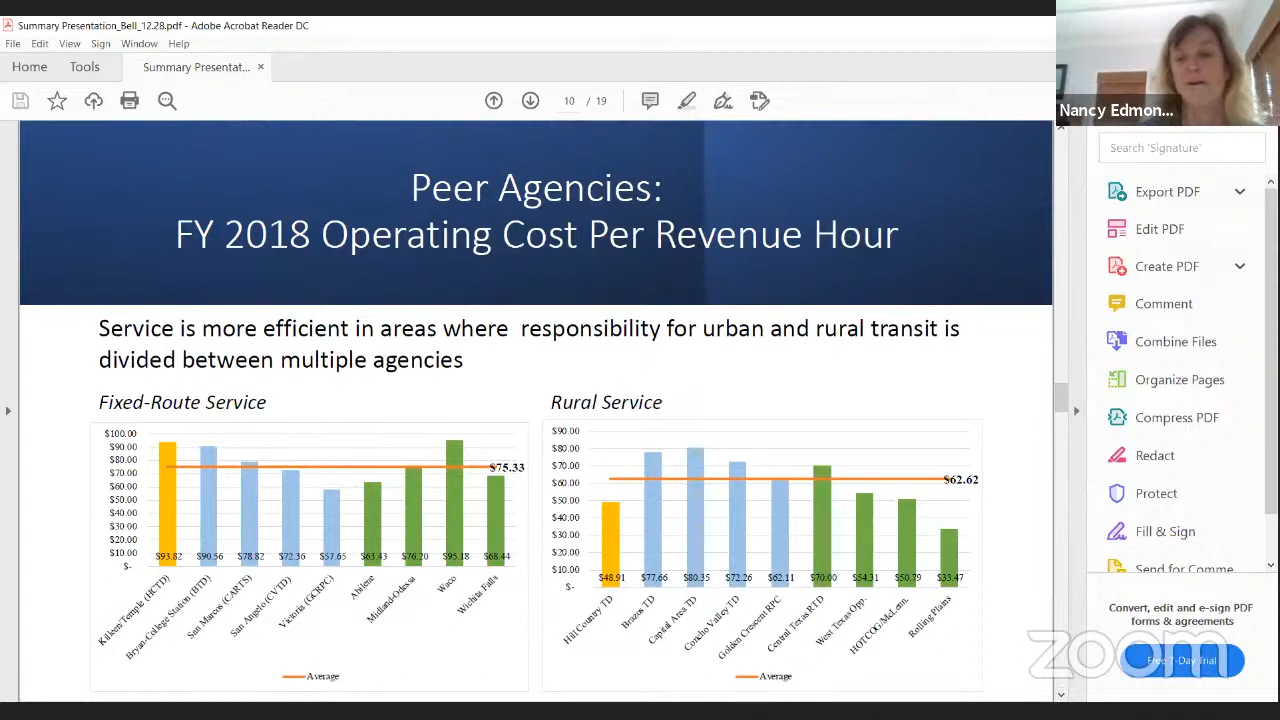 Summary Presentation_Bell_12.28.pdf - Adobe Acrobat Reader DC
File Edit View Sign Window Help
Home Tools Summary Presentat... ×
10 / 19
Nancy Edmon...
Search 'Signature'
Export PDF
Edit PDF
Create PDF
Comment
Combine Files
Organize Pages
Compress PDF
Redact
Protect
Fill & Sign
Send for Comme
Convert, edit and e-sign PDF
forms & agreements
Free 7-Day Trial
zoom
Peer Agencies:
FY 2018 Operating Cost Per Revenue Hour
Service is more efficient in areas where responsibility for urban and rural transit is
divided between multiple agencies
Fixed-Route Service
$100.00
$90.00
$80.00
$70.00
$60.00
$50.00
$40.00
$30.00
$20.00
$10.00
$-
$75.33
$93.82 $90.56 $78.82 $72.36 $57.65 $63.43 $76.20 $95.18 $68.44
Killeen/Temple (HCTD)
Bryan-College Station (BTD)
San Marcos (CARTS)
San Angelo (CVTD)
Victoria (GCRPC)
Abilene
Midland-Odessa
Waco
Wichita Falls
Average
Rural Service
$90.00
$80.00
$70.00
$60.00
$50.00
$40.00
$30.00
$20.00
$10.00
$-
$62.62
$48.91 $77.66 $80.35 $72.26 $62.11 $70.00 $54.31 $50.79 $33.47
Hill Country TD
Brazos TD
Capital Area TD
Concho Valley TD
Golden Crescent RPC
Central Texas RTD
West Texas Opp.
HOTCOG/McLenn.
Rolling Plains
Average